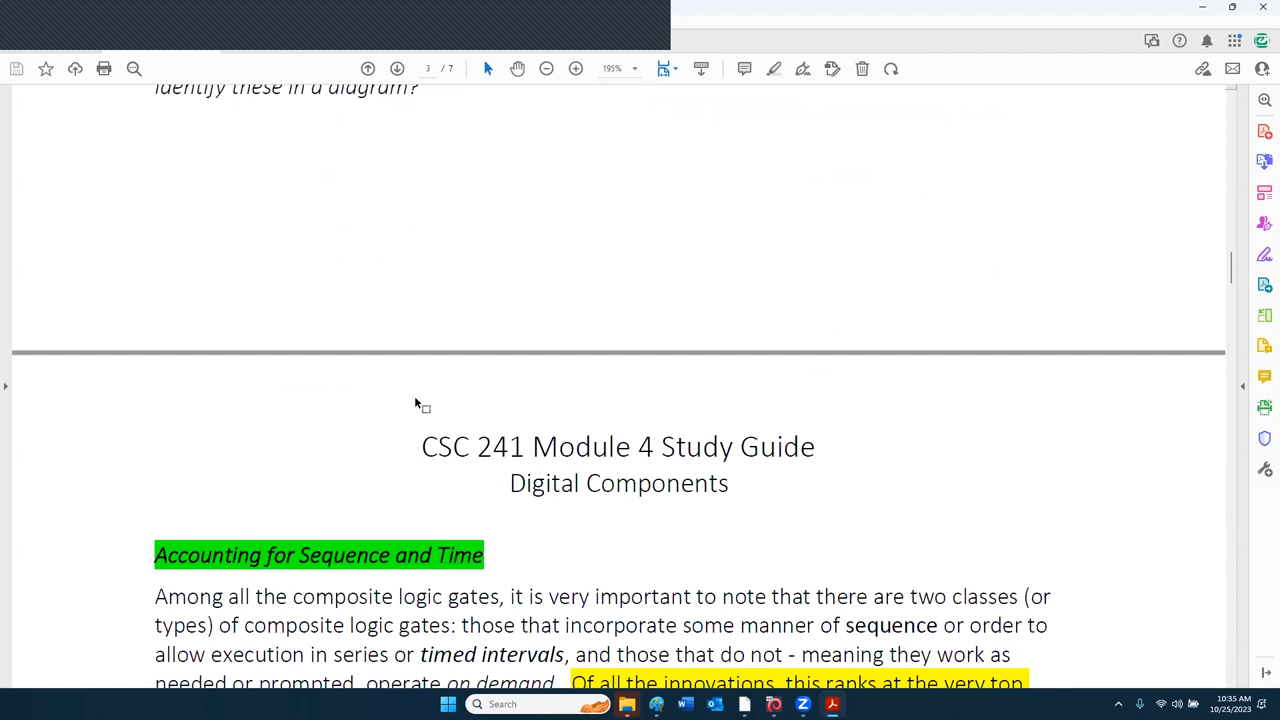 3 / 7
195%
identify these in a diagram?
CSC 241 Module 4 Study Guide
Digital Components
Accounting for Sequence and Time
Among all the composite logic gates, it is very important to note that there are two classes (or
types) of composite logic gates: those that incorporate some manner of sequence or order to
allow execution in series or timed intervals, and those that do not - meaning they work as
needed or prompted, operate on demand. Of all the innovations, this ranks at the very top
Search
10:35 AM
10/25/2023